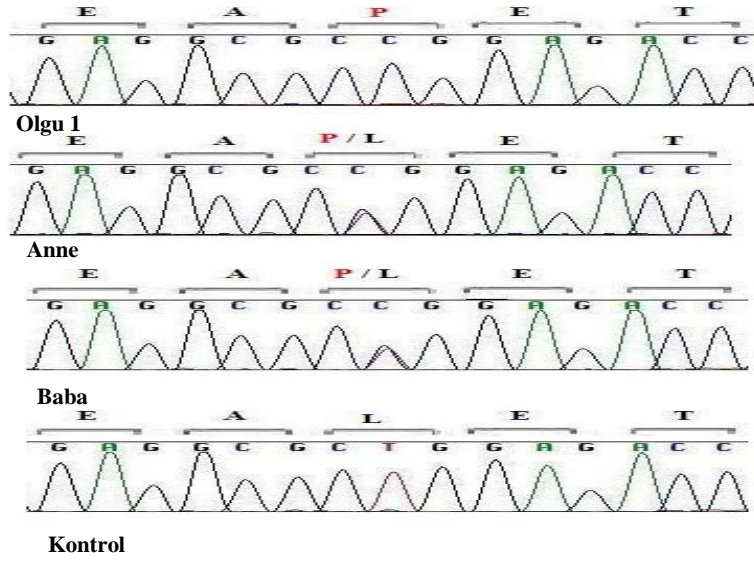 E A P E T
G A G G C G C C G G A G A C C
Olgu 1
E A P / L E T
G A G G C G C C G G A G A C C
Anne
E A P / L E T
G A G G C G C C G G A G A C C
Baba
E A L E T
G A G G C G C T G G A G A C C
Kontrol